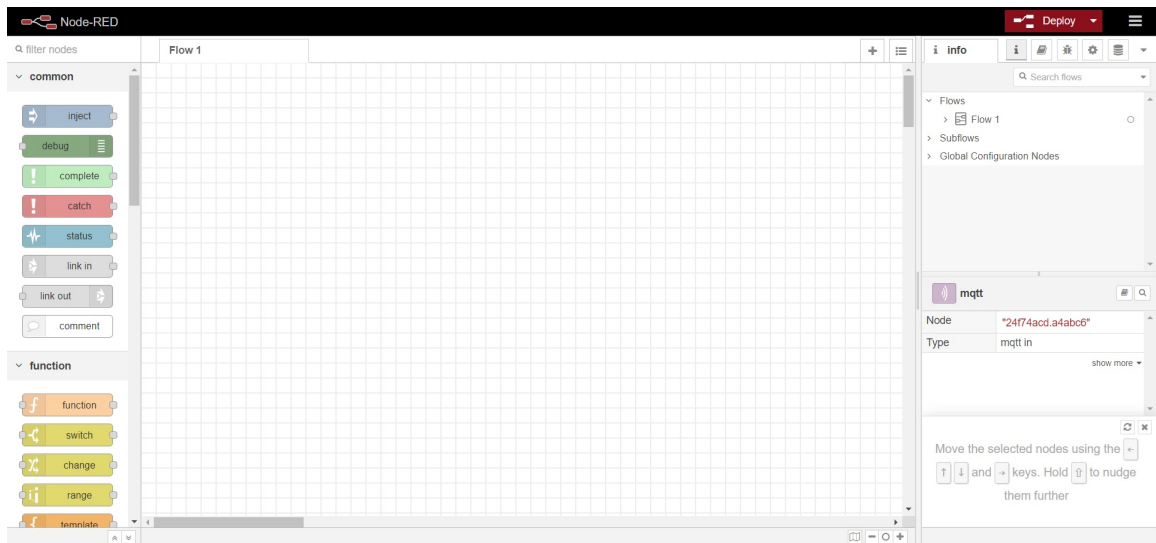 Node-RED
Deploy
filter nodes
Flow 1
i info
i
common
inject
debug
complete
catch
status
link in
link out
comment
function
function
switch
change
range
template
Search flows
Flows
Flow 1
Subflows
Global Configuration Nodes
mqtt
Node "24f74acd.a4abc6"
Type mqtt in
show more
Move the selected nodes using the ←
↑ ↓ and → keys. Hold ⇧ to nudge
them further